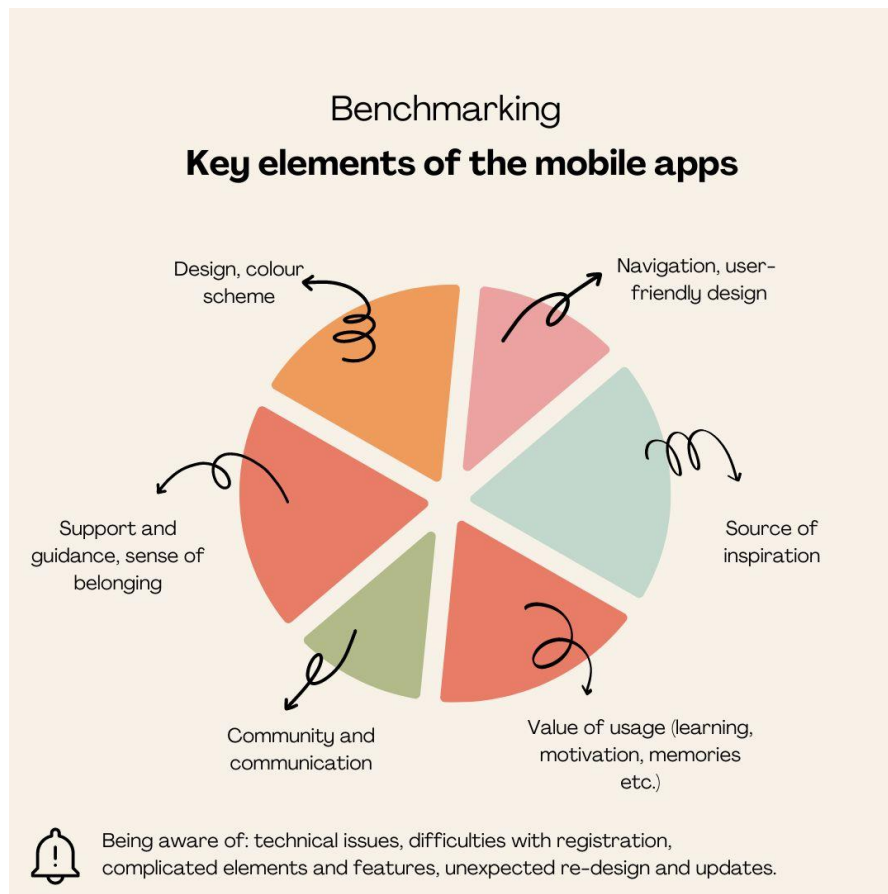 Benchmarking
Key elements of the mobile apps
Design, colour
scheme
Navigation, user-
friendly design
Support and
guidance, sense of
belonging
Source of
inspiration
Community and
communication
Value of usage (learning,
motivation, memories
etc.)
Being aware of: technical issues, difficulties with registration,
complicated elements and features, unexpected re-design and updates.